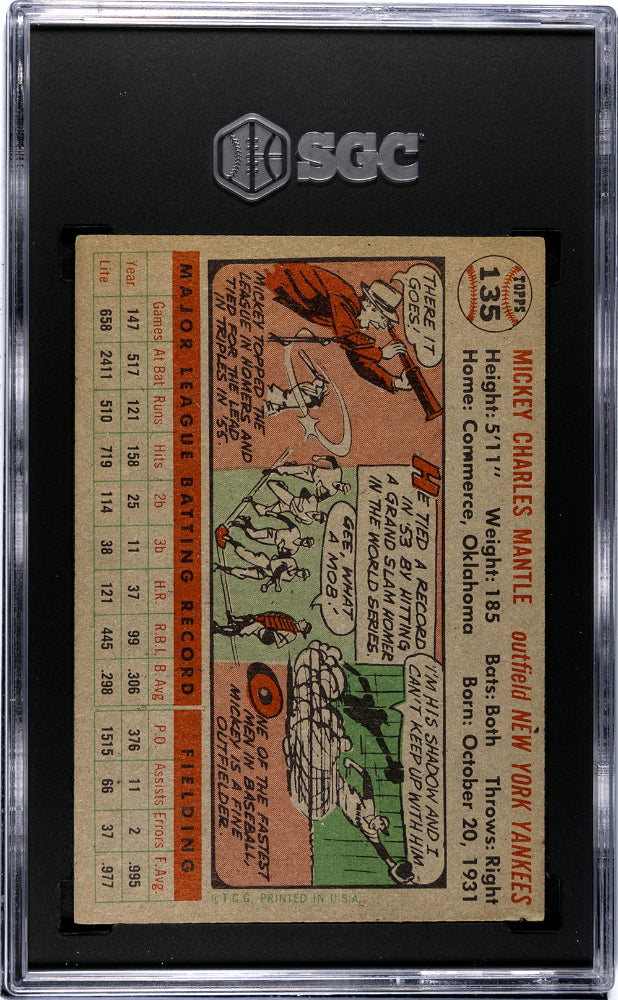 SGC
TOPPS
135
MICKEY CHARLES MANTLE outfield NEW YORK YANKEES
Height: 5'11" Weight: 185 Bats: Both Throws: Right
Home: Commerce, Oklahoma Born: October 20, 1931
THERE IT
GOES!
MICKEY TOPPED THE
LEAGUE IN HOMERS AND
TIED FOR THE LEAD
IN TRIPLES IN '55
HE TIED A RECORD
IN '53 BY HITTING
A GRAND SLAM HOMER
IN THE WORLD SERIES
GEE, WHAT
A MOB!
I'M HIS SHADOW AND I
CAN'T KEEP UP WITH HIM
ONE OF THE FASTEST
MEN IN BASEBALL,
MICKEY IS A FINE
OUTFIELDER.
MAJOR LEAGUE BATTING RECORD FIELDING
Games At Bat Runs Hits 2b 3b H.R. R.B.I. B.Avg P.O. Assists Errors F.Avg.
Year 147 517 121 158 25 11 37 99 .306 376 11 2 .995
Life 658 2411 510 719 114 38 121 445 .298 1515 66 37 .977
©T.C.G. PRINTED IN U.S.A.